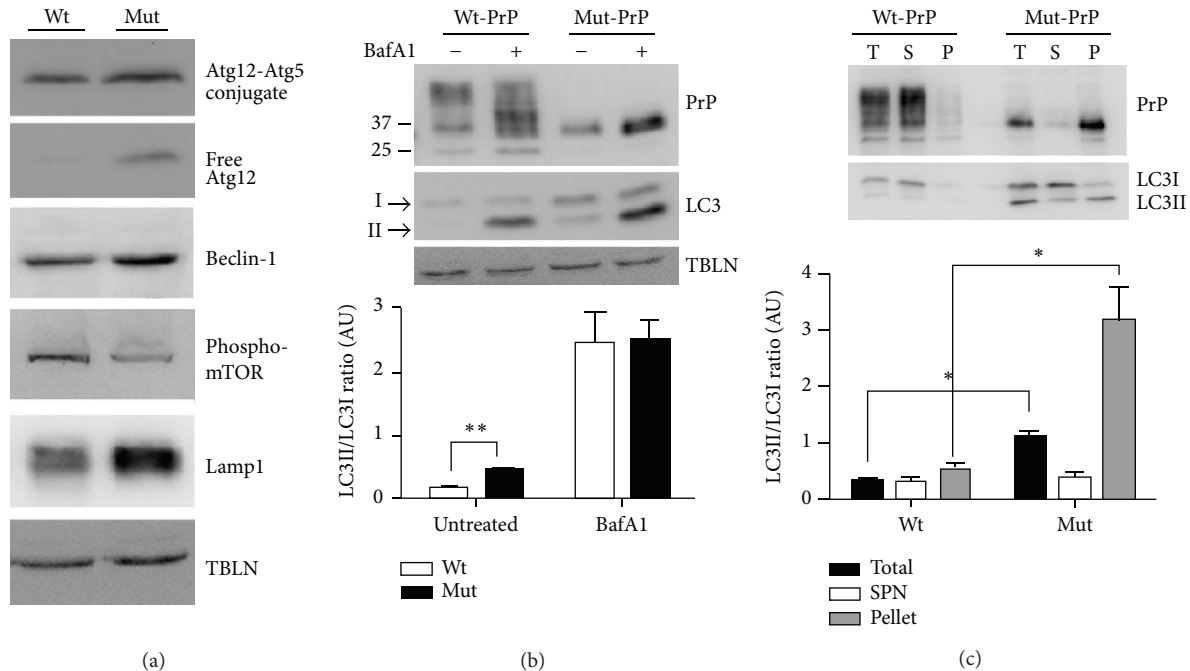 Wt Mut
Atg12-Atg5
conjugate
Free
Atg12
Beclin-1
Phospho-
mTOR
Lamp1
TBLN
(a)
Wt-PrP Mut-PrP
BafA1 − + − +
PrP
37
25
I
II
LC3
TBLN
LC3II/LC3I ratio (AU)
3
2
1
0
**
Untreated BafA1
Wt
Mut
(b)
Wt-PrP Mut-PrP
T S P T S P
PrP
LC3I
LC3II
LC3II/LC3I ratio (AU)
4
3
2
1
0
*
*
Wt Mut
Total
SPN
Pellet
(c)